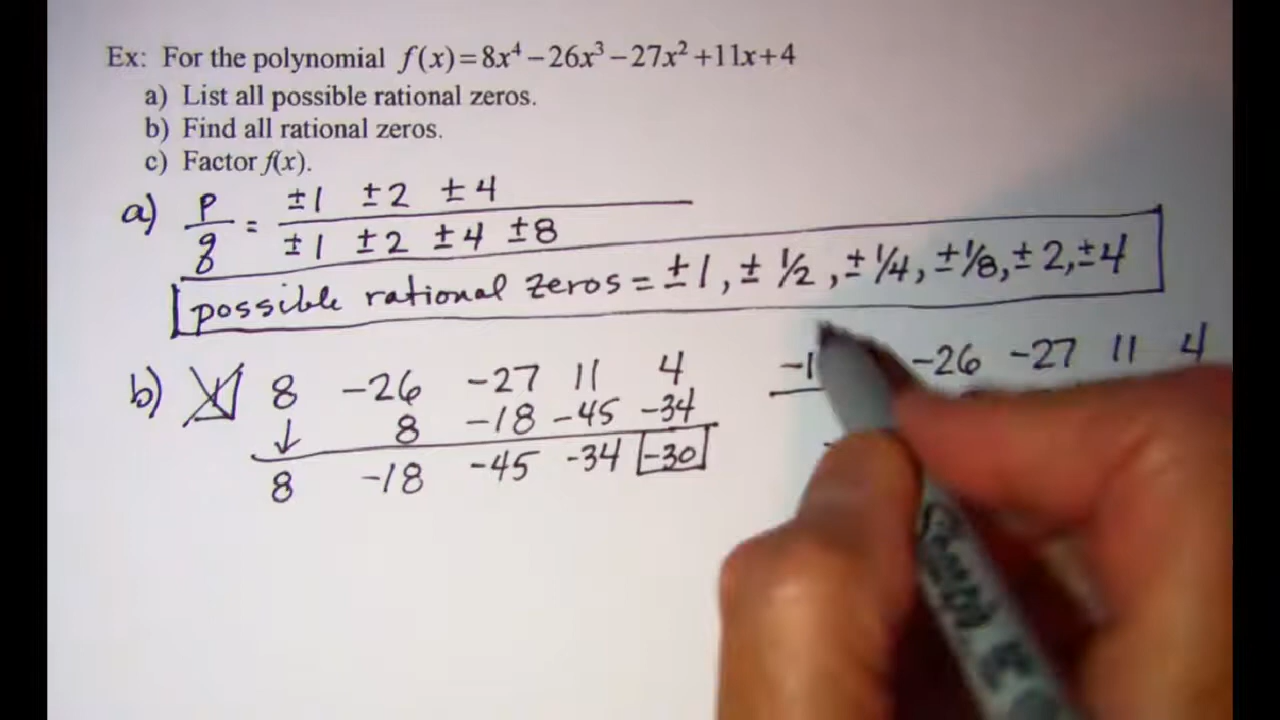 Ex: For the polynomial f(x)=8x⁴−26x³−27x²+11x+4
a) List all possible rational zeros.
b) Find all rational zeros.
c) Factor f(x).
a) p/q = ±1 ±2 ±4
±1 ±2 ±4 ±8
possible rational zeros = ±1, ± 1/2, ± 1/4, ± 1/8, ± 2, ± 4
b) 1 8 -26 -27 11 4
8 -18 -45 -34
8 -18 -45 -34 -30
-1 -26 -27 11 4